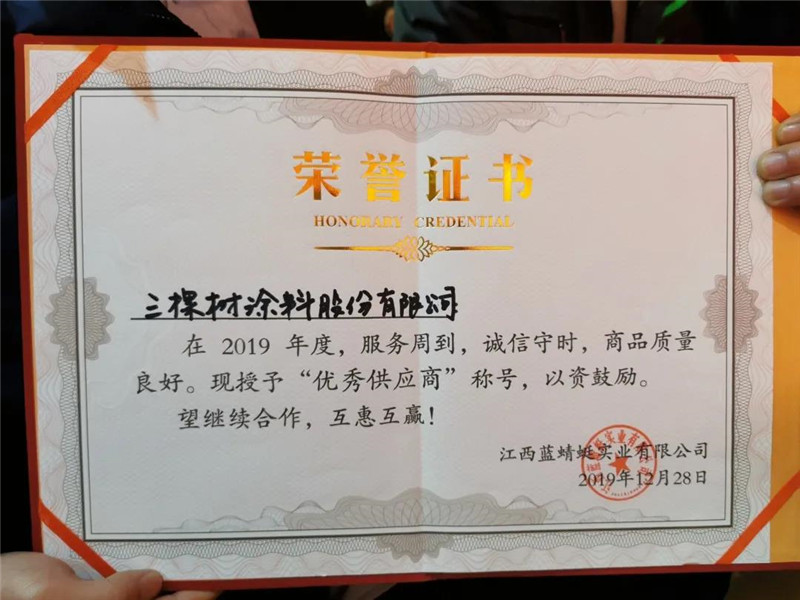 荣誉证书
HONORARY CREDENTIAL
三棵树涂料股份有限公司
在 2019 年度，服务周到，诚信守时，商品质量
良好。现授予“优秀供应商”称号，以资鼓励。
望继续合作，互惠互赢！
江西蓝蜻蜓实业有限公司
2019年12月28日